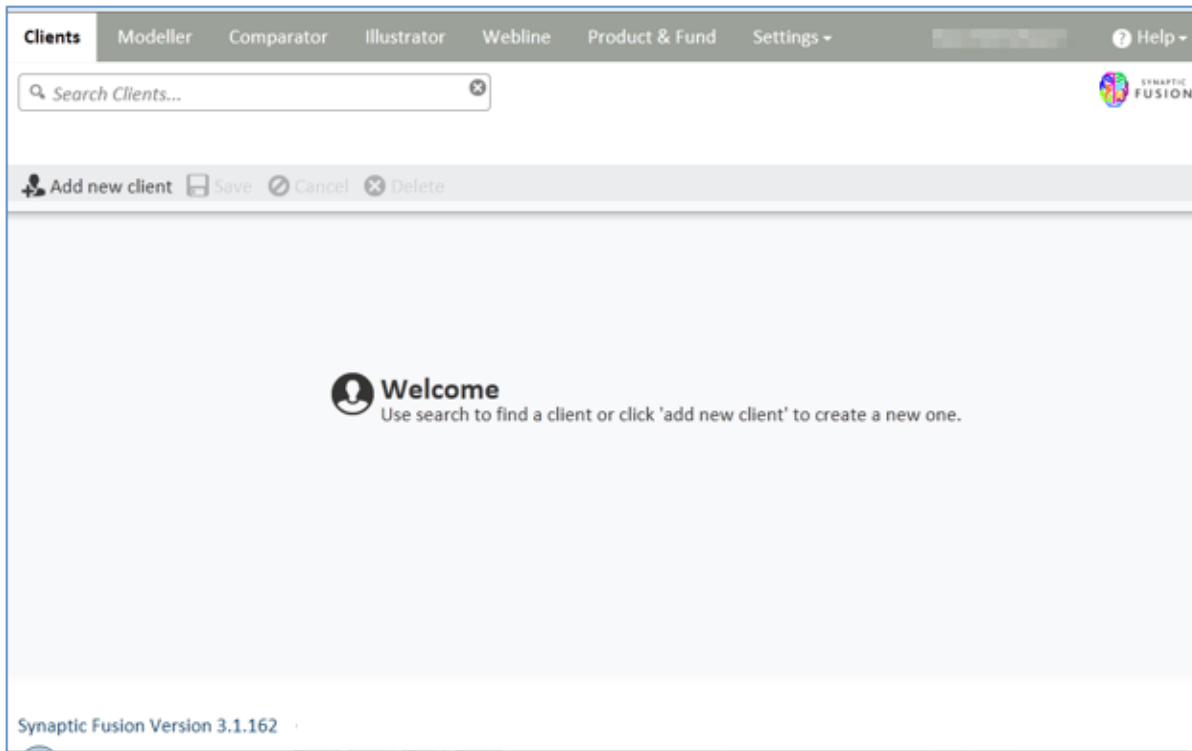 Clients Modeller Comparator Illustrator Webline Product & Fund Settings Help
Search Clients...
SYNAPTIC
FUSION
Add new client Save Cancel Delete
Welcome
Use search to find a client or click 'add new client' to create a new one.
Synaptic Fusion Version 3.1.162